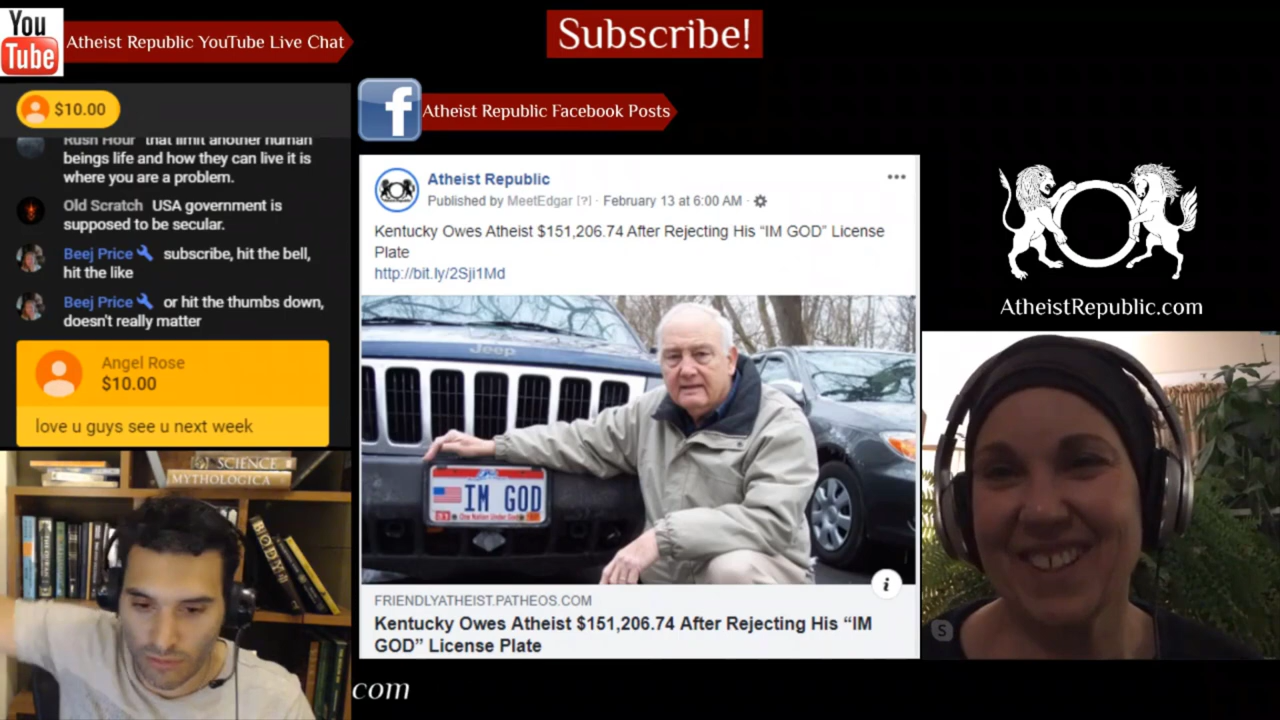 You
Tube
Atheist Republic YouTube Live Chat
Subscribe!
$10.00
Rush Hour that limit another human
beings life and how they can live it is
where you are a problem.
Old Scratch USA government is
supposed to be secular.
Beej Price subscribe, hit the bell,
hit the like
Beej Price or hit the thumbs down,
doesn't really matter
Angel Rose
$10.00
love u guys see u next week
f
Atheist Republic Facebook Posts
Atheist Republic
Published by MeetEdgar [?] · February 13 at 6:00 AM ·
Kentucky Owes Atheist $151,206.74 After Rejecting His “IM GOD” License
Plate
http://bit.ly/2Sji1Md
Jeep
IM GOD
One Nation Under God
i
FRIENDLYATHEIST.PATHEOS.COM
Kentucky Owes Atheist $151,206.74 After Rejecting His “IM
GOD” License Plate
AtheistRepublic.com
S
SCIENCE
MYTHOLOGICA
BODY
com